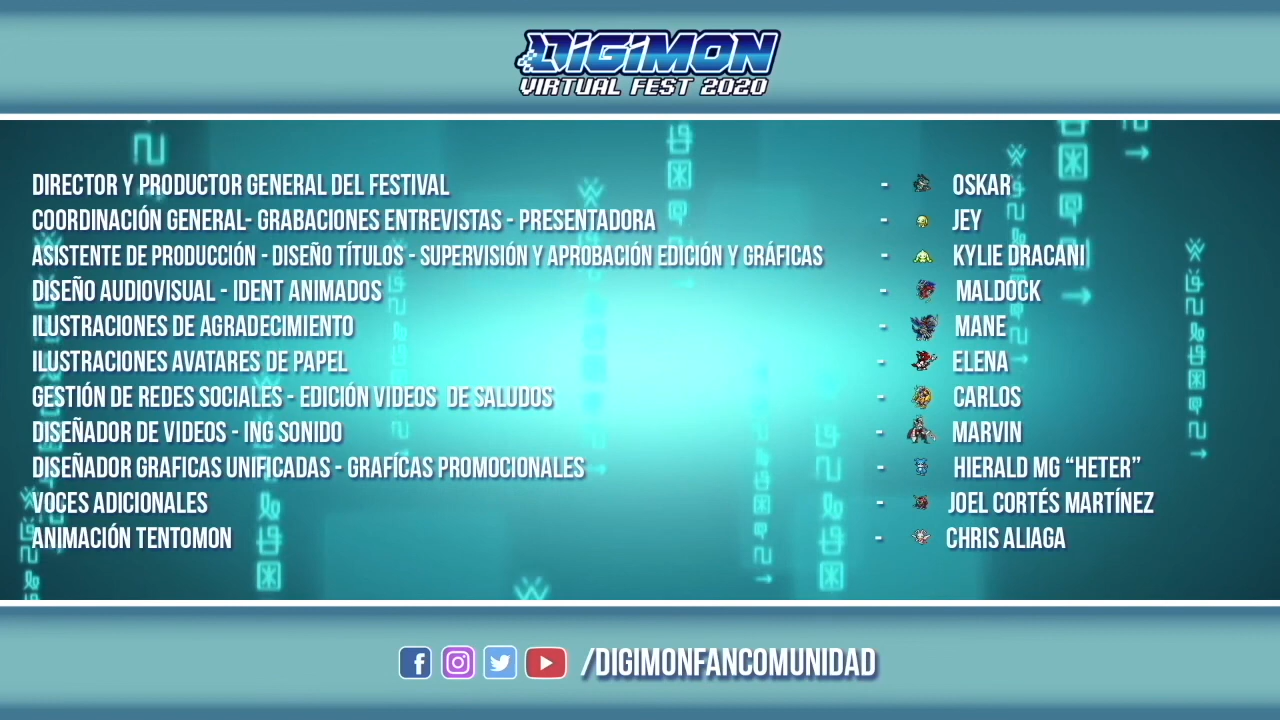 DIGIMON
VIRTUAL FEST 2020
DIRECTOR Y PRODUCTOR GENERAL DEL FESTIVAL - OSKAR
COORDINACIÓN GENERAL- GRABACIONES ENTREVISTAS - PRESENTADORA - JEY
ASISTENTE DE PRODUCCIÓN - DISEÑO TÍTULOS - SUPERVISIÓN Y APROBACIÓN EDICIÓN Y GRÁFICAS - KYLIE DRACANI
DISEÑO AUDIOVISUAL - IDENT ANIMADOS - MALDOCK
ILUSTRACIONES DE AGRADECIMIENTO - MANE
ILUSTRACIONES AVATARES DE PAPEL - ELENA
GESTIÓN DE REDES SOCIALES - EDICIÓN VIDEOS DE SALUDOS - CARLOS
DISEÑADOR DE VIDEOS - ING SONIDO - MARVIN
DISEÑADOR GRAFICAS UNIFICADAS - GRAFÍCAS PROMOCIONALES - HIERALD MG “HETER”
VOCES ADICIONALES - JOEL CORTÉS MARTÍNEZ
ANIMACIÓN TENTOMON - CHRIS ALIAGA
/DIGIMONFANCOMUNIDAD